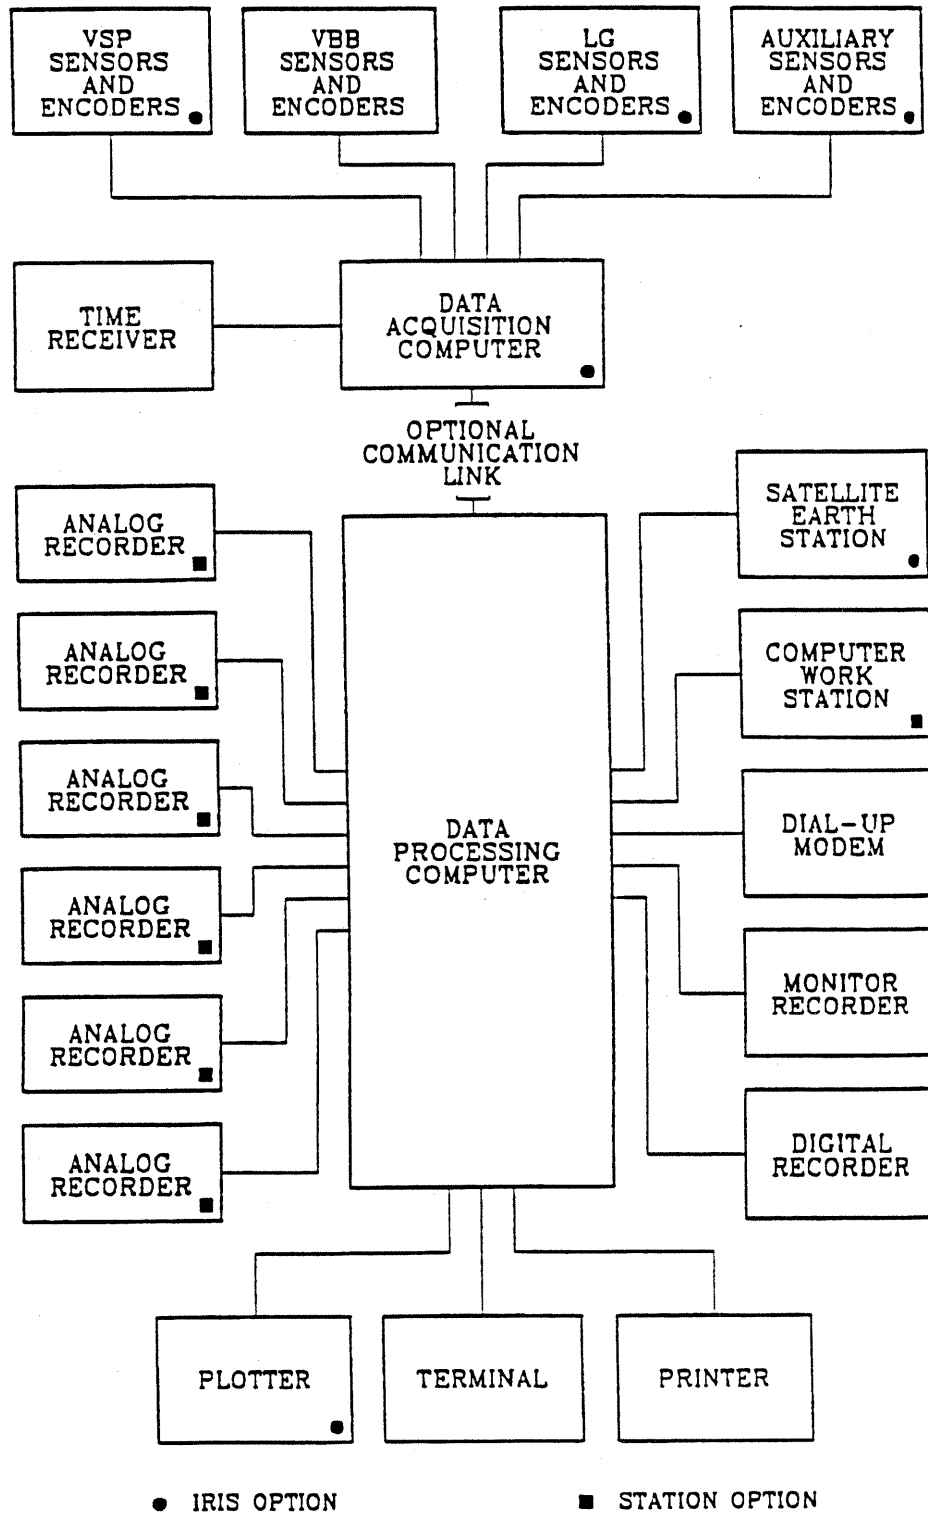 VSP
SENSORS
AND
ENCODERS
VBB
SENSORS
AND
ENCODERS
LG
SENSORS
AND
ENCODERS
AUXILIARY
SENSORS
AND
ENCODERS
TIME
RECEIVER
DATA
ACQUISITION
COMPUTER
OPTIONAL
COMMUNICATION
LINK
ANALOG
RECORDER
ANALOG
RECORDER
ANALOG
RECORDER
ANALOG
RECORDER
ANALOG
RECORDER
ANALOG
RECORDER
DATA
PROCESSING
COMPUTER
SATELLITE
EARTH
STATION
COMPUTER
WORK
STATION
DIAL-UP
MODEM
MONITOR
RECORDER
DIGITAL
RECORDER
PLOTTER
TERMINAL
PRINTER
● IRIS OPTION
■ STATION OPTION